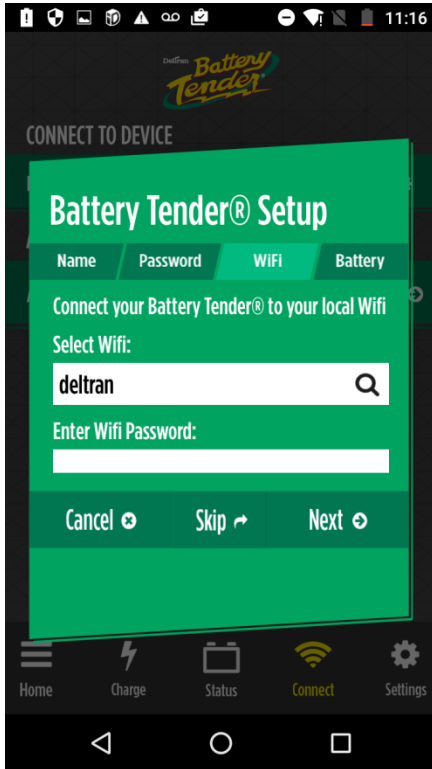 11:16
Deltran Battery
Tender
CONNECT TO DEVICE
Battery Tender® Setup
Name Password WiFi Battery
Connect your Battery Tender® to your local Wifi
Select Wifi:
deltran
Enter Wifi Password:
Cancel Skip Next
Home Charge Status Connect Settings